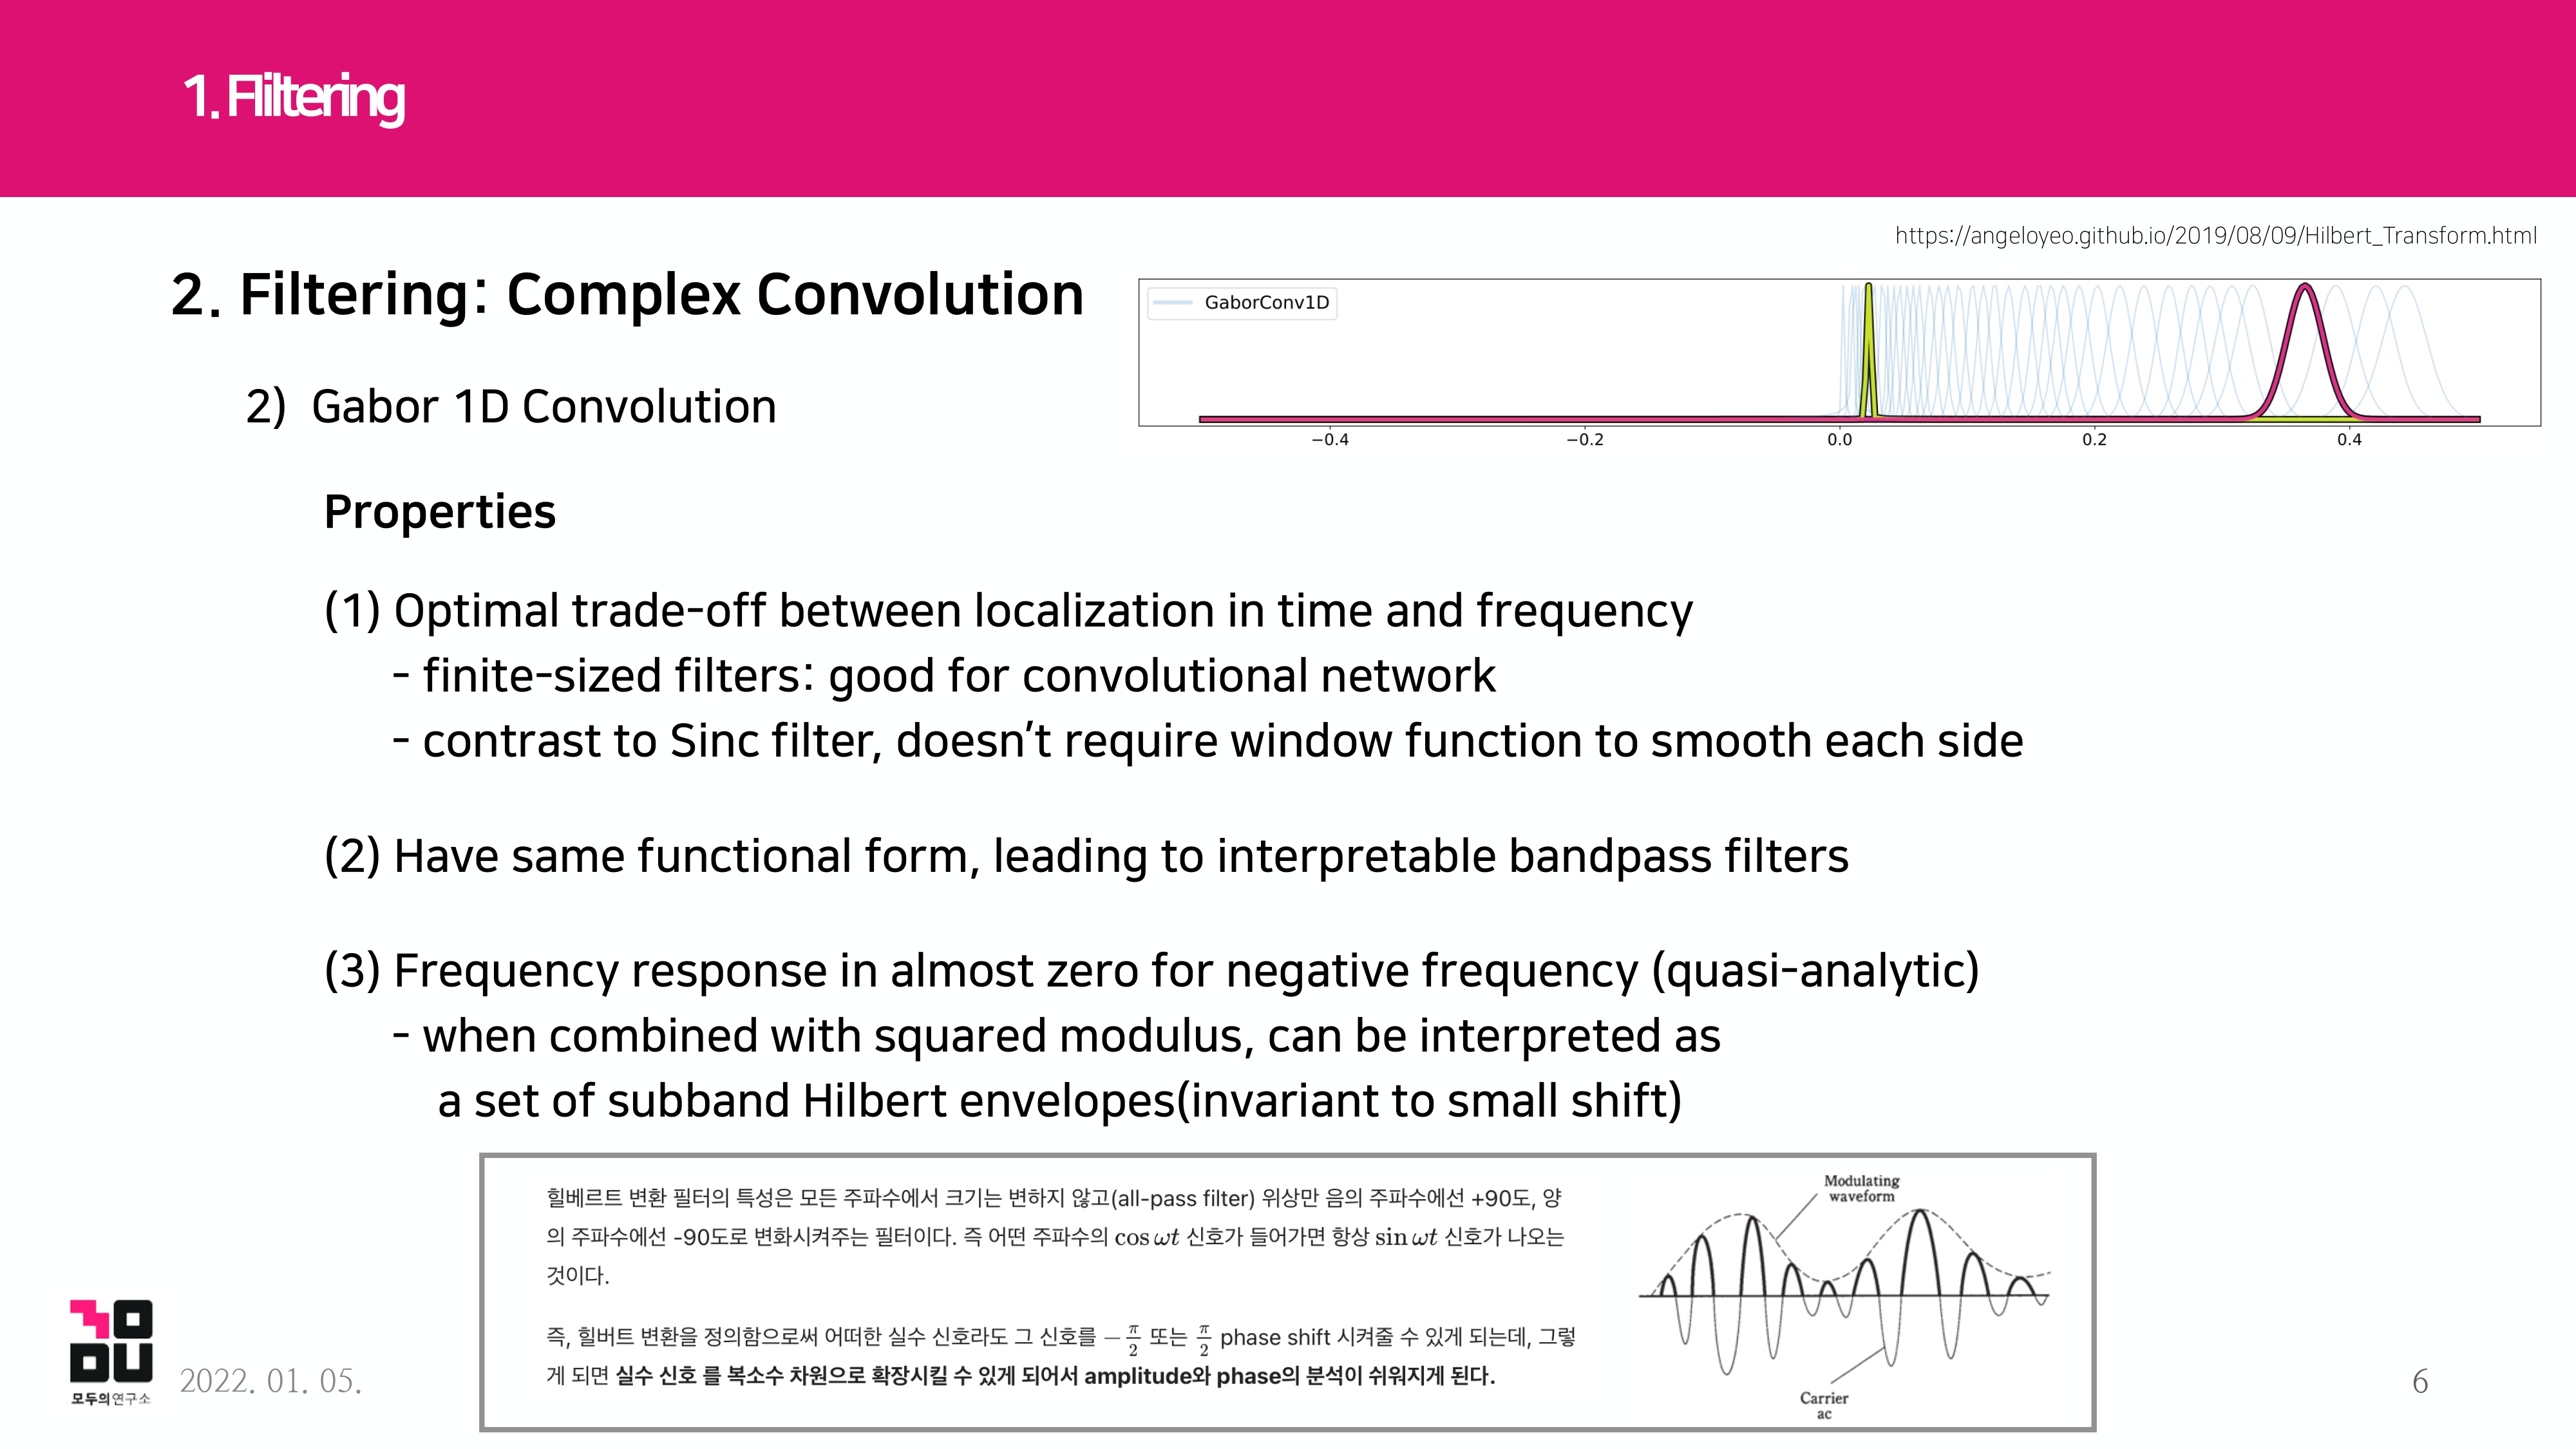 1. Fliltering
https://angeloyeo.github.io/2019/08/09/Hilbert_Transform.html
2. Filtering: Complex Convolution
GaborConv1D
−0.4 −0.2 0.0 0.2 0.4
2) Gabor 1D Convolution
Properties
(1) Optimal trade-off between localization in time and frequency
- finite-sized filters: good for convolutional network
- contrast to Sinc filter, doesn't require window function to smooth each side
(2) Have same functional form, leading to interpretable bandpass filters
(3) Frequency response in almost zero for negative frequency (quasi-analytic)
- when combined with squared modulus, can be interpreted as
a set of subband Hilbert envelopes(invariant to small shift)
힐베르트 변환 필터의 특성은 모든 주파수에서 크기는 변하지 않고(all-pass filter) 위상만 음의 주파수에선 +90도, 양
의 주파수에선 -90도로 변화시켜주는 필터이다. 즉 어떤 주파수의 cos ωt 신호가 들어가면 항상 sin ωt 신호가 나오는
것이다.
즉, 힐버트 변환을 정의함으로써 어떠한 실수 신호라도 그 신호를 −π/2 또는 π/2 phase shift 시켜줄 수 있게 되는데, 그렇
게 되면 실수 신호 를 복소수 차원으로 확장시킬 수 있게 되어서 amplitude와 phase의 분석이 쉬워지게 된다.
Modulating
waveform
Carrier
ac
모두의연구소
2022. 01. 05.
6